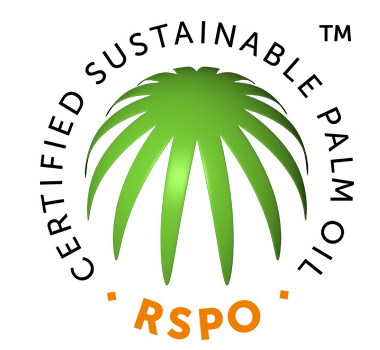 CERTIFIED SUSTAINABLE PALM OIL
TM
RSPO